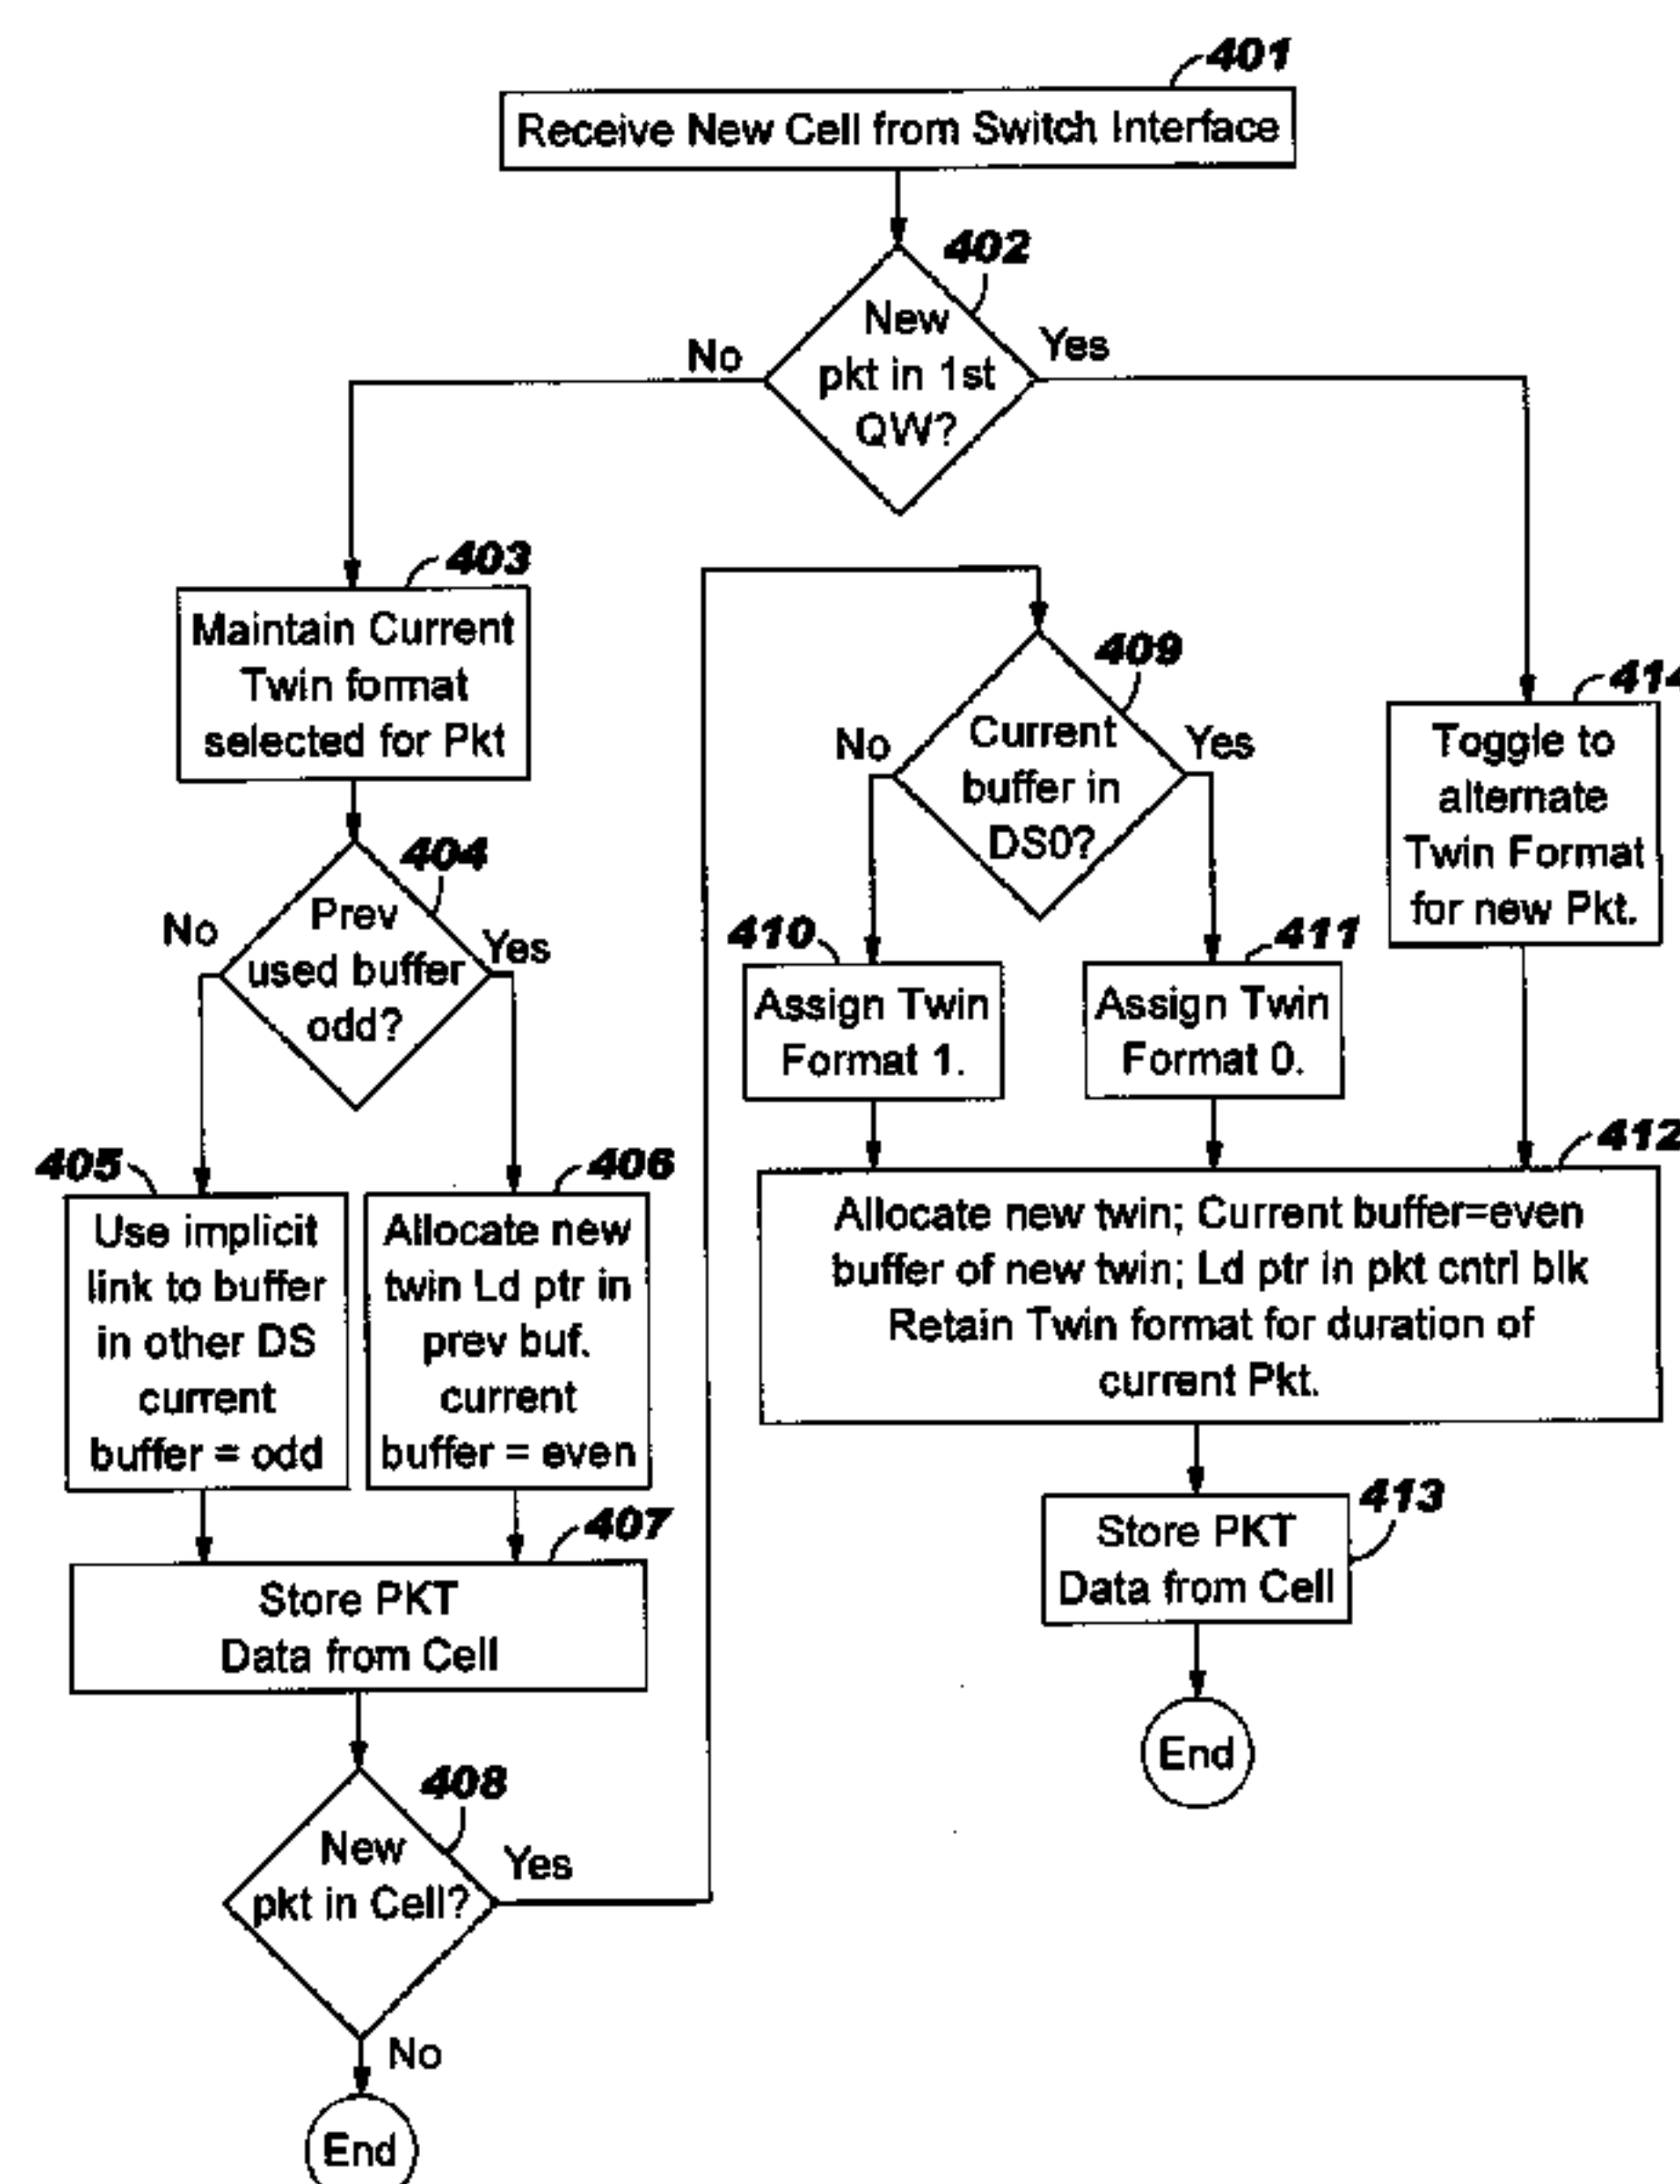 401
Receive New Cell from Switch Interface
402
New
pkt in 1st
QW?
No
Yes
403
Maintain Current
Twin format
selected for Pkt
404
Prev
used buffer
odd?
No
Yes
405
Use implicit
link to buffer
in other DS
current
buffer = odd
406
Allocate new
twin Ld ptr in
prev buf.
current
buffer = even
407
Store PKT
Data from Cell
408
New
pkt in Cell?
Yes
No
End
409
Current
buffer in
DS0?
No
Yes
410
Assign Twin
Format 1.
411
Assign Twin
Format 0.
414
Toggle to
alternate
Twin Format
for new Pkt.
412
Allocate new twin; Current buffer=even
buffer of new twin; Ld ptr in pkt cntrl blk
Retain Twin format for duration of
current Pkt.
413
Store PKT
Data from Cell
End